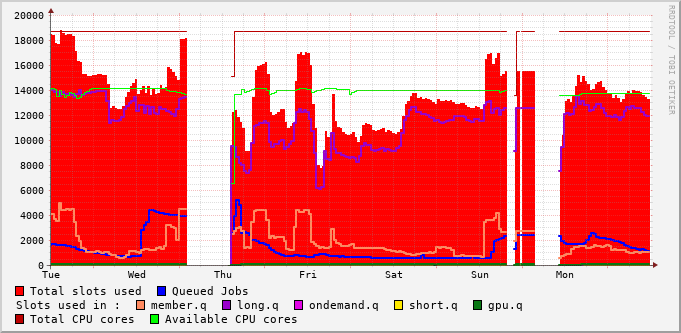 20000
18000
16000
14000
12000
10000
8000
6000
4000
2000
0
Tue Wed Thu Fri Sat Sun Mon
Total slots used Queued Jobs
Slots used in : member.q long.q ondemand.q short.q gpu.q
Total CPU cores Available CPU cores
RRDTOOL / TOBI OETIKER